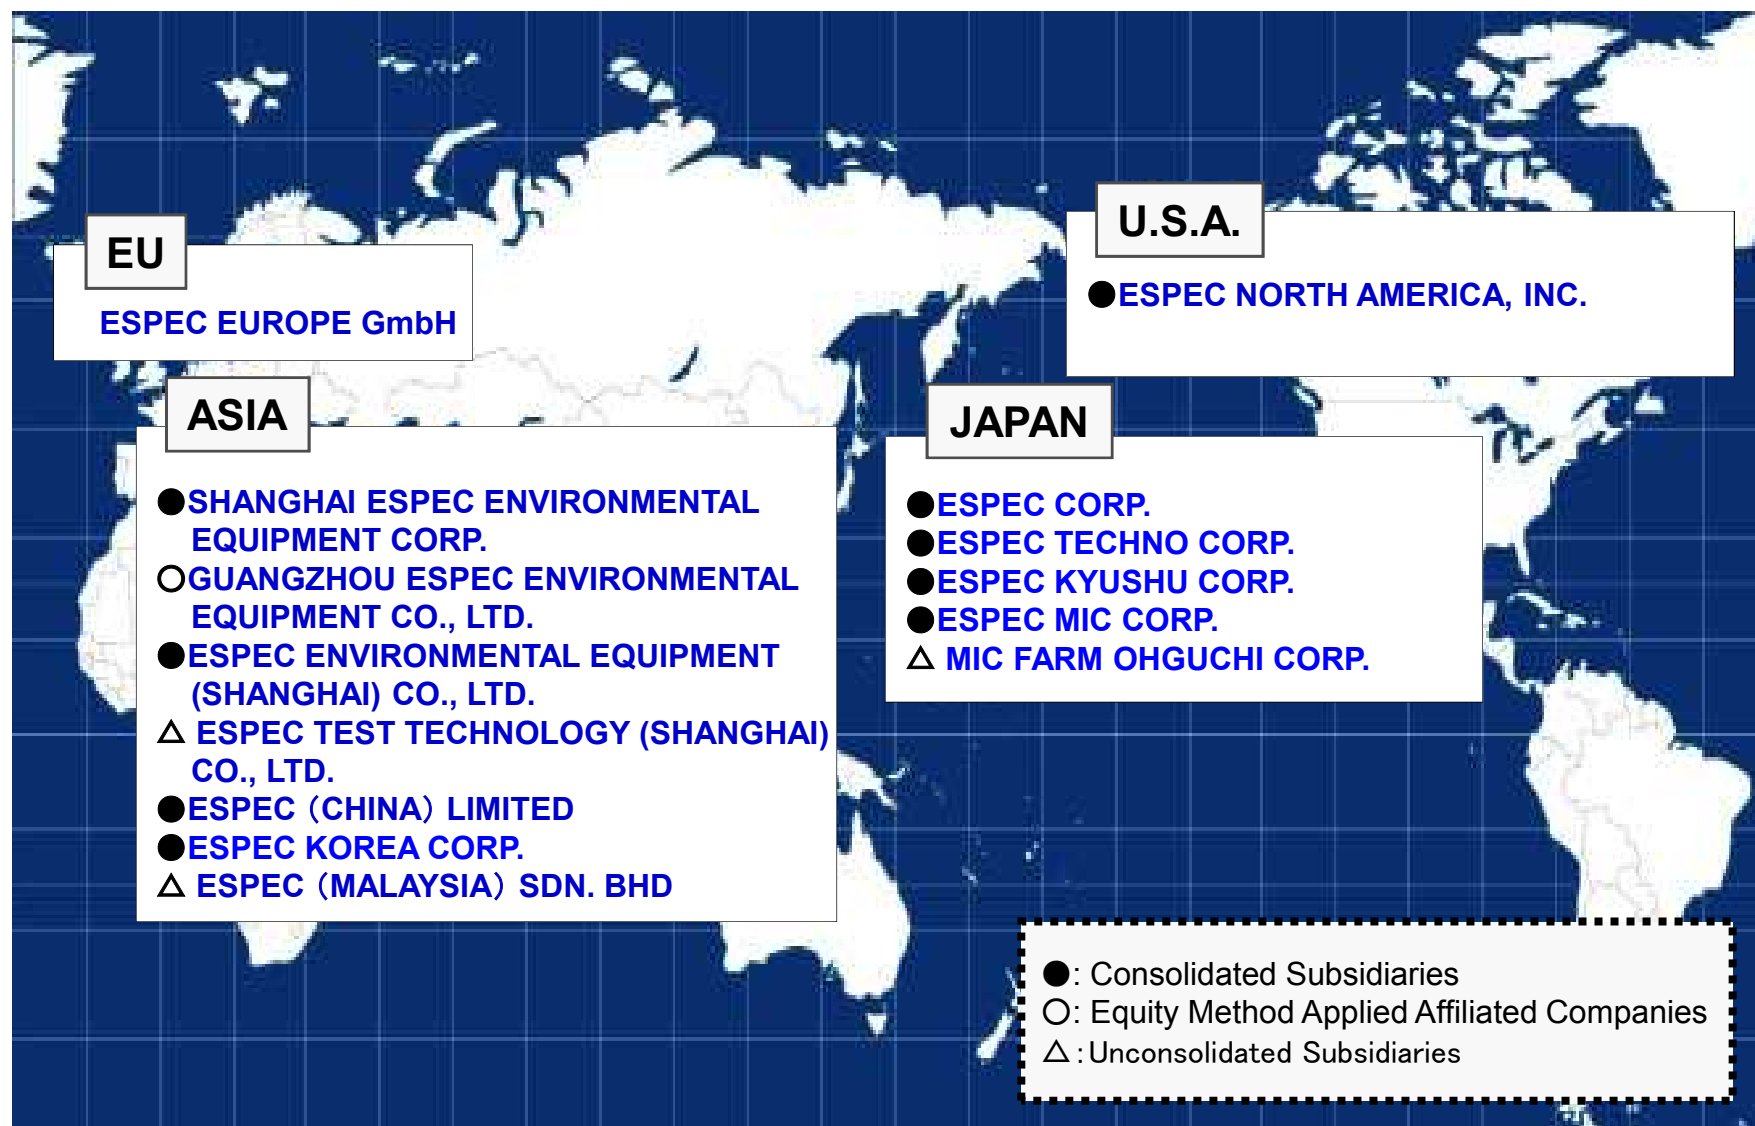 EU
ESPEC EUROPE GmbH
U.S.A.
●ESPEC NORTH AMERICA, INC.
ASIA
●SHANGHAI ESPEC ENVIRONMENTAL
EQUIPMENT CORP.
○GUANGZHOU ESPEC ENVIRONMENTAL
EQUIPMENT CO., LTD.
●ESPEC ENVIRONMENTAL EQUIPMENT
(SHANGHAI) CO., LTD.
△ ESPEC TEST TECHNOLOGY (SHANGHAI)
CO., LTD.
●ESPEC（CHINA）LIMITED
●ESPEC KOREA CORP.
△ ESPEC（MALAYSIA）SDN. BHD
JAPAN
●ESPEC CORP.
●ESPEC TECHNO CORP.
●ESPEC KYUSHU CORP.
●ESPEC MIC CORP.
△ MIC FARM OHGUCHI CORP.
●: Consolidated Subsidiaries
○: Equity Method Applied Affiliated Companies
△: Unconsolidated Subsidiaries